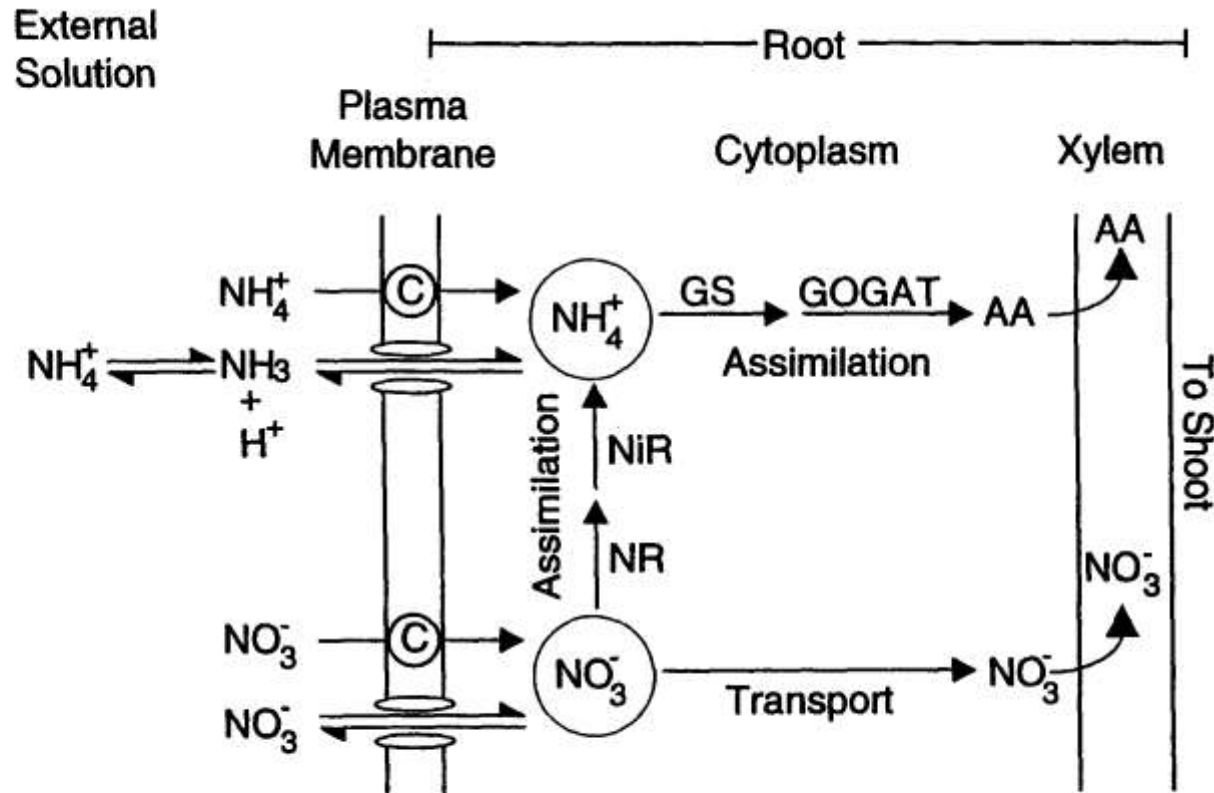 External
Solution
Root
Plasma
Membrane
Cytoplasm
Xylem
AA
NH₄⁺
C
NH₄⁺
GS
GOGAT
AA
NH₄⁺
NH₃
+
H⁺
Assimilation
To Shoot
Assimilation
NiR
NR
NO₃⁻
NO₃⁻
C
NO₃⁻
NO₃⁻
Transport
NO₃⁻